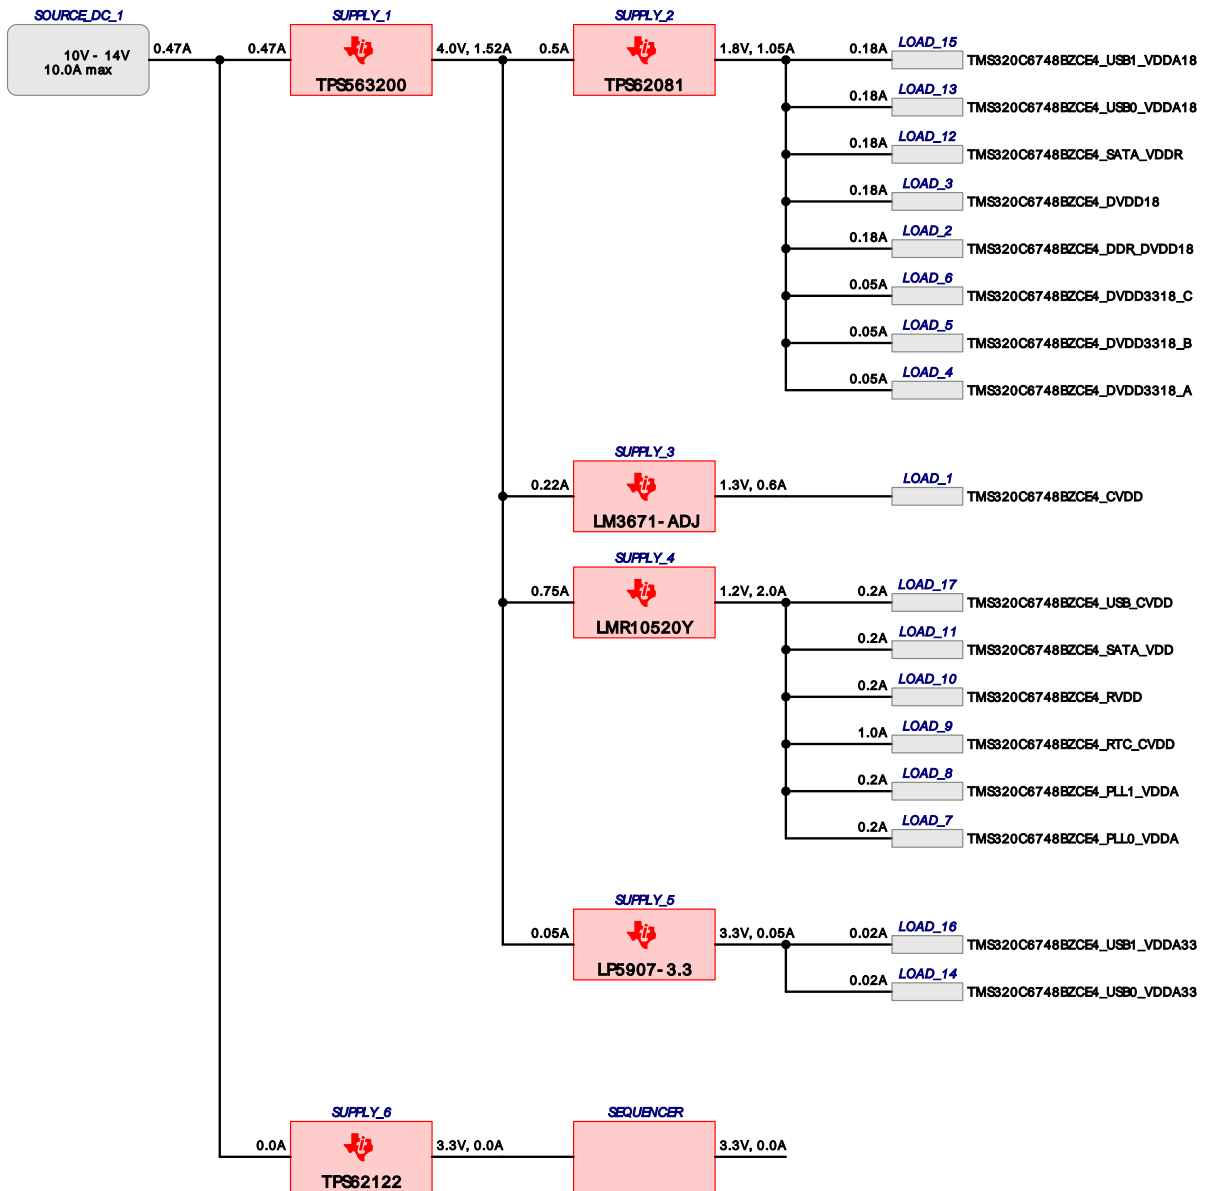 SOURCE_DC_1
10V - 14V
10.0A max
0.47A
0.47A
SUPPLY_1
TPS563200
4.0V, 1.52A
0.5A
SUPPLY_2
TPS62081
1.8V, 1.05A
0.18A
LOAD_15
TMS320C6748BZCE4_USB1_VDDA18
0.18A
LOAD_13
TMS320C6748BZCE4_USB0_VDDA18
0.18A
LOAD_12
TMS320C6748BZCE4_SATA_VDDR
0.18A
LOAD_3
TMS320C6748BZCE4_DVDD18
0.18A
LOAD_2
TMS320C6748BZCE4_DDR_DVDD18
0.05A
LOAD_6
TMS320C6748BZCE4_DVDD3318_C
0.05A
LOAD_5
TMS320C6748BZCE4_DVDD3318_B
0.05A
LOAD_4
TMS320C6748BZCE4_DVDD3318_A
0.22A
SUPPLY_3
LM3671-ADJ
1.3V, 0.6A
LOAD_1
TMS320C6748BZCE4_CVDD
0.75A
SUPPLY_4
LMR10520Y
1.2V, 2.0A
0.2A
LOAD_17
TMS320C6748BZCE4_USB_CVDD
0.2A
LOAD_11
TMS320C6748BZCE4_SATA_VDD
0.2A
LOAD_10
TMS320C6748BZCE4_RVDD
1.0A
LOAD_9
TMS320C6748BZCE4_RTC_CVDD
0.2A
LOAD_8
TMS320C6748BZCE4_PLL1_VDDA
0.2A
LOAD_7
TMS320C6748BZCE4_PLL0_VDDA
0.05A
SUPPLY_5
LP5907-3.3
3.3V, 0.05A
0.02A
LOAD_16
TMS320C6748BZCE4_USB1_VDDA33
0.02A
LOAD_14
TMS320C6748BZCE4_USB0_VDDA33
0.0A
SUPPLY_6
TPS62122
3.3V, 0.0A
SEQUENCER
3.3V, 0.0A